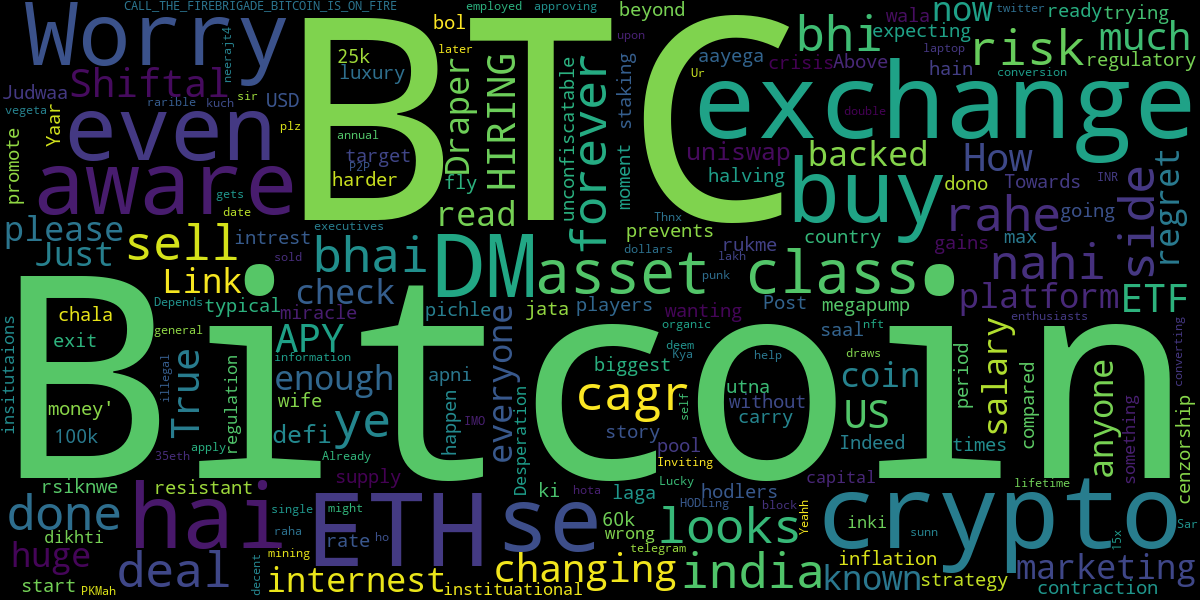 CALL_THE_FIREBRIGADE_BITCOIN_IS_ON_FIRE
employed
approving
beyond
wala
now
twitter
ready
trying
Worry
BTC
bol
later
upon
bhi
expecting
risk
much
regulatory
neerajt4
25k
luxury
Draper
HIRING
forever
unconfiscatable
staking
aayega
Ur
crisis
Above
hain
laptop
conversion
Judwaa
Shiftal
rarible
kuch
sir
USD
vegeta
Yaar
even
plz
annual
target
P2P
harder
fly
moment
exchange
double
uniswap
backed
halving
How
promote
aware
gets
date
read
buy
dono
Towards
INR
side
regret
please
sell
intrest
executives
prevents
Thnx
country
rahe
going
Just
Link
bhai
DM
dollars
rukme
asset
class
gains
max
nahi
sold
lakh
punk
check
Depends
typical
miracle
pichle
jata
players
wanting
Post
megapump
platform
ETF
Bitcoin
chala
general
APY
everyone
organic
saal
nft
enthusiasts
insitutaions
exit
True
illegal
regulation
information
enough
apni
biggest
deem
Kya
help
draws
coin
period
salary
compared
anyone
converting
money'
wife
cagr
self
utna
without
carry
US
something
100k
defi
ye
happen
IMO
story
pool
Indeed
times
cenzorship
35eth
apply
Already
Desperation
Inviting
supply
Lucky
capital
lifetime
rsiknwe
resistant
hai
single
might
ETH
se
ki
hota
laga
HODLing
hodlers
block
Yeahh
crypto
done
60k
wrong
looks
inki
sunn
15x
Sar
dikhti
raha
ho
rate
telegram
huge
mining
decent
deal
changing
india
inflation
marketing
start
PKMah
internest
institutional
known
strategy
contraction